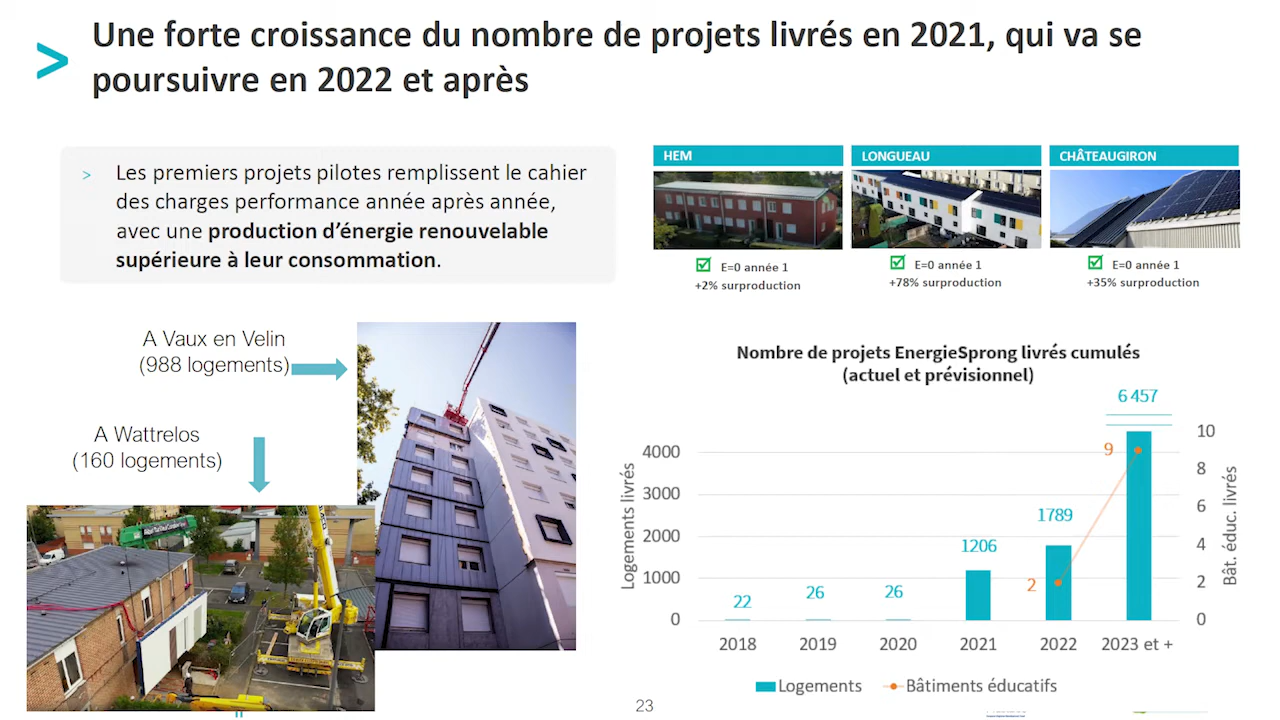 Une forte croissance du nombre de projets livrés en 2021, qui va se
poursuivre en 2022 et après
> Les premiers projets pilotes remplissent le cahier
des charges performance année après année,
avec une production d’énergie renouvelable
supérieure à leur consommation.
HEM
E=0 année 1
+2% surproduction
LONGUEAU
E=0 année 1
+78% surproduction
CHÂTEAUGIRON
E=0 année 1
+35% surproduction
A Vaux en Velin
(988 logements)
A Wattrelos
(160 logements)
Nombre de projets EnergieSprong livrés cumulés
(actuel et prévisionnel)
Logements livrés
4000
3000
2000
1000
0
22
26
26
1206
1789
6 457
2
9
10
8
6
4
2
0
Bât. éduc. livrés
2018 2019 2020 2021 2022 2023 et +
Logements Bâtiments éducatifs
23